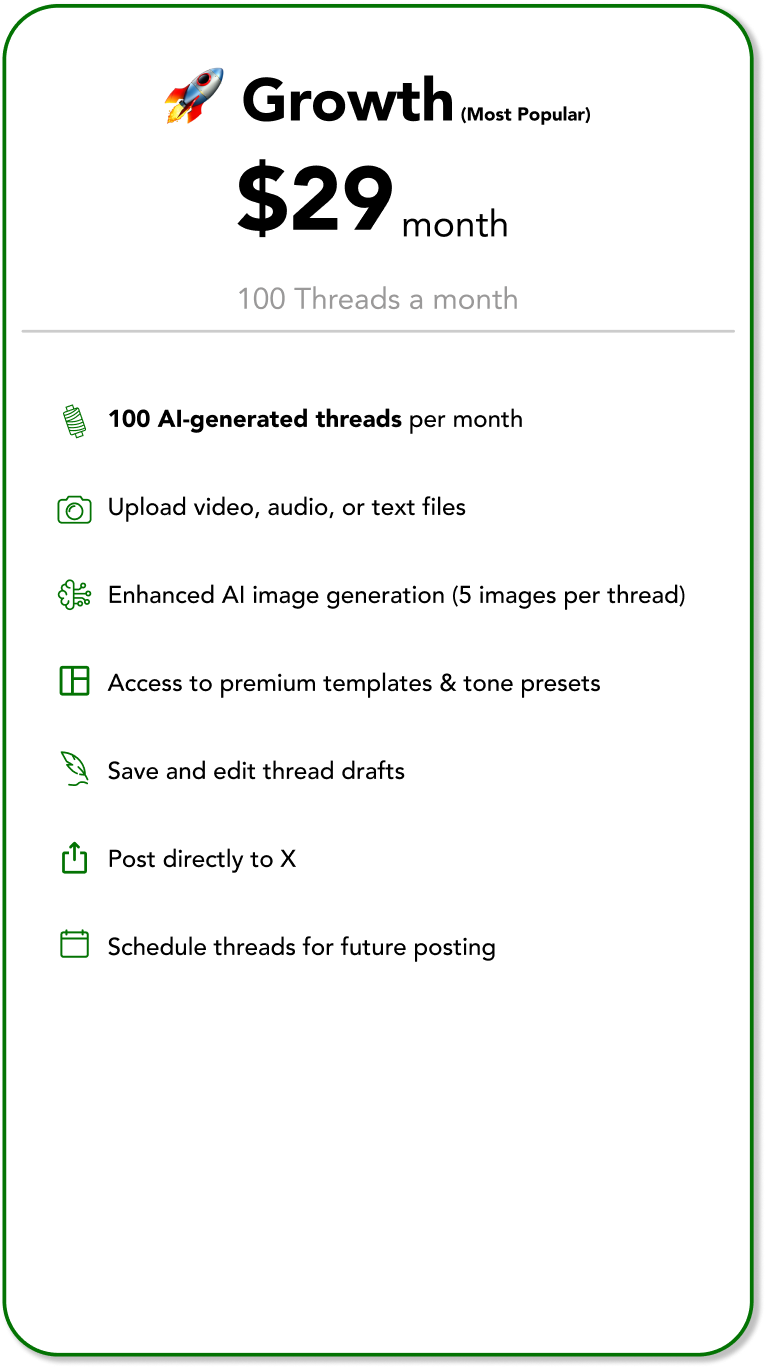 Growth (Most Popular)
$29 month
100 Threads a month
100 AI-generated threads per month
Upload video, audio, or text files
Enhanced AI image generation (5 images per thread)
Access to premium templates & tone presets
Save and edit thread drafts
Post directly to X
Schedule threads for future posting